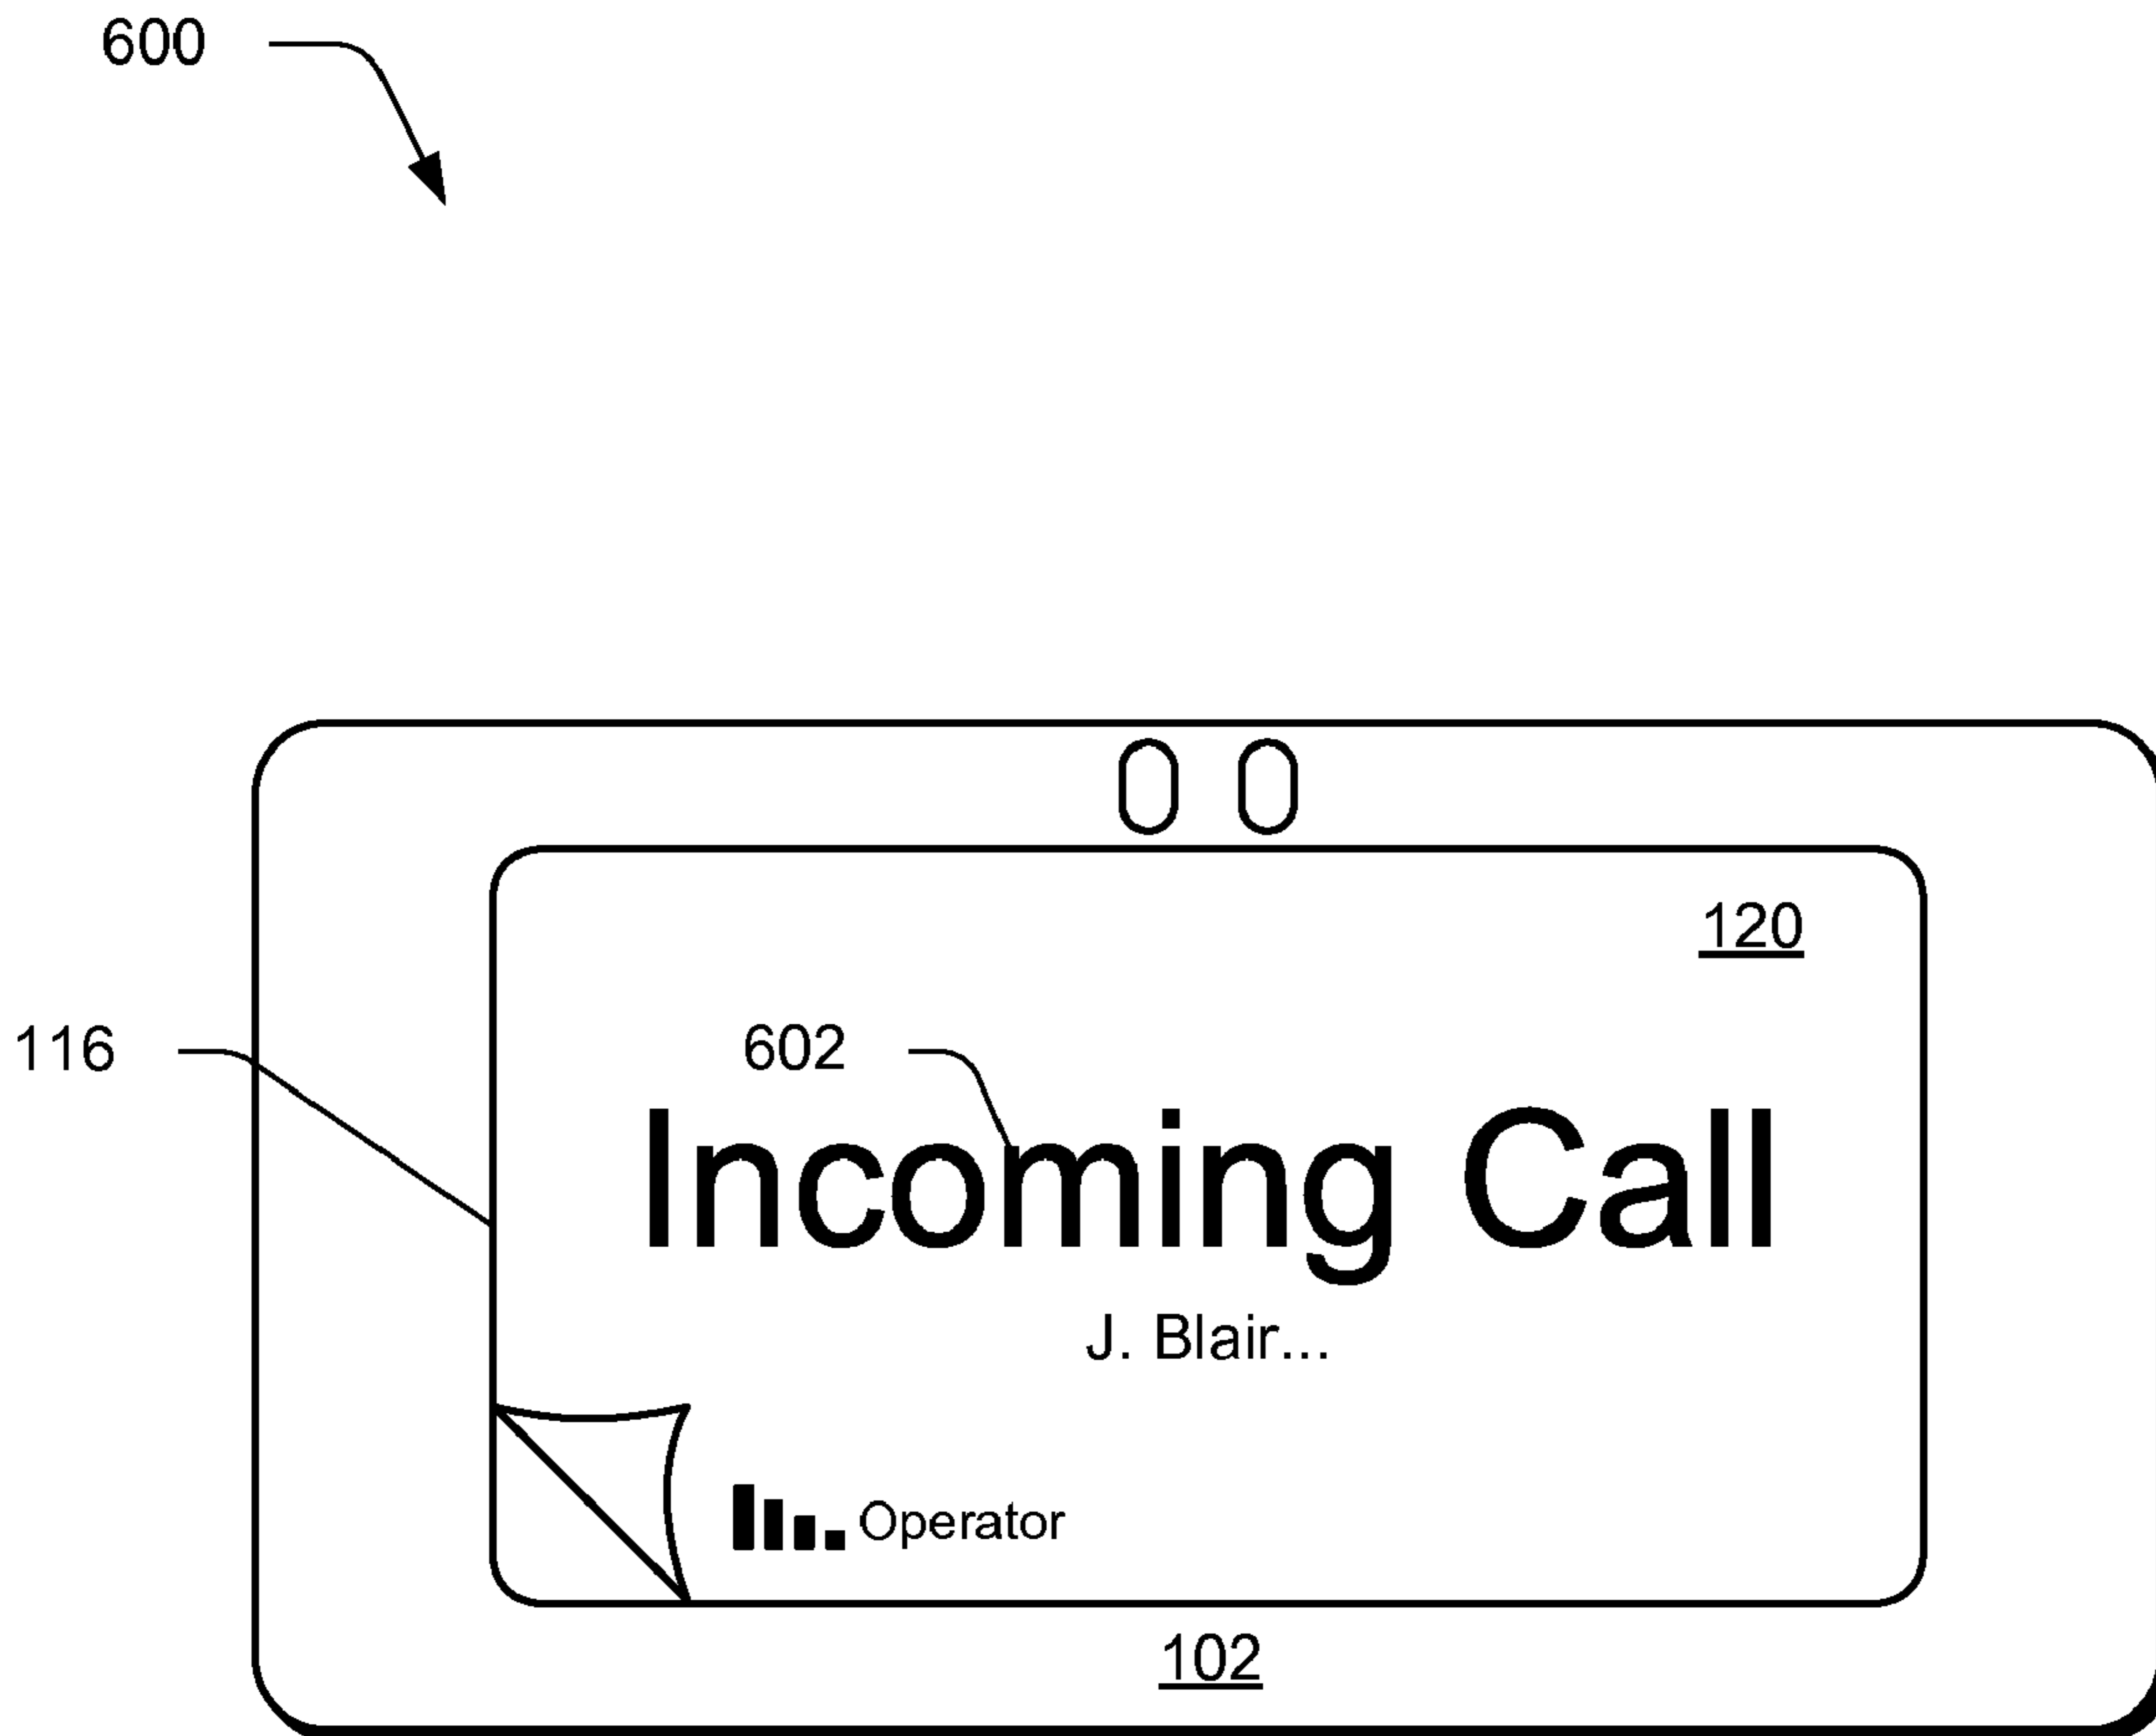 600
120
116
602
Incoming Call
J. Blair...
Operator
102